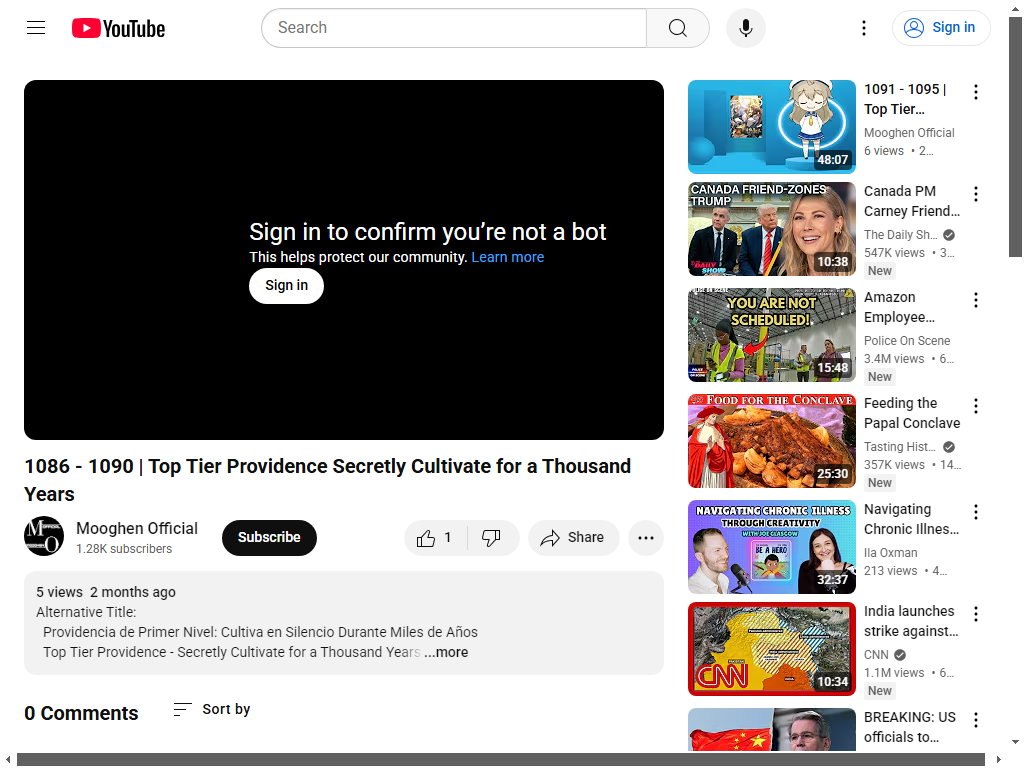 YouTube
Search
Sign in
Sign in to confirm you’re not a bot
This helps protect our community. Learn more
Sign in
1086 - 1090 | Top Tier Providence Secretly Cultivate for a Thousand
Years
Mooghen Official
1.28K subscribers
Subscribe
1
Share
5 views 2 months ago
Alternative Title:
Providencia de Primer Nivel: Cultiva en Silencio Durante Miles de Años
Top Tier Providence - Secretly Cultivate for a Thousand Years ...more
0 Comments
Sort by
48:07
1091 - 1095 |
Top Tier…
Mooghen Official
6 views • 2…
CANADA FRIEND-ZONES
TRUMP
THE DAILY SHOW
10:38
Canada PM
Carney Friend…
The Daily Sh…
547K views • 3…
New
YOU ARE NOT
SCHEDULED!
15:48
Amazon
Employee…
Police On Scene
3.4M views • 6…
New
FOOD FOR THE CONCLAVE
25:30
Feeding the
Papal Conclave
Tasting Hist…
357K views • 14…
New
NAVIGATING CHRONIC ILLNESS
THROUGH CREATIVITY
WITH JOE GLASGOW
BE A HERO
32:37
Navigating
Chronic Illnes…
Ila Oxman
213 views • 4…
CNN
10:34
India launches
strike against…
CNN
1.1M views • 6…
New
BREAKING: US
officials to…